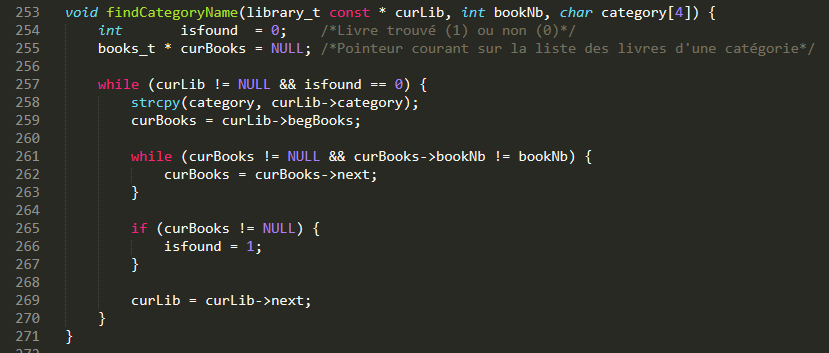 253 void findCategoryName(library_t const * curLib, int bookNb, char category[4]) {
254     int       isfound  = 0;    /*Livre trouvé (1) ou non (0)*/
255     books_t * curBooks = NULL; /*Pointeur courant sur la liste des livres d'une catégorie*/
256
257     while (curLib != NULL && isfound == 0) {
258         strcpy(category, curLib->category);
259         curBooks = curLib->begBooks;
260
261         while (curBooks != NULL && curBooks->bookNb != bookNb) {
262             curBooks = curBooks->next;
263         }
264
265         if (curBooks != NULL) {
266             isfound = 1;
267         }
268
269         curLib = curLib->next;
270     }
271 }